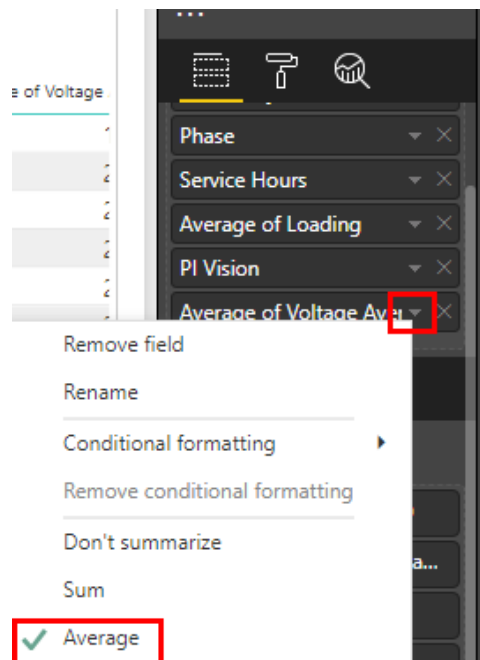 ...
e of Voltage
Phase
Service Hours
Average of Loading
PI Vision
Average of Voltage Aver
Remove field
Rename
Conditional formatting
Remove conditional formatting
Don't summarize
Sum
Average
a...